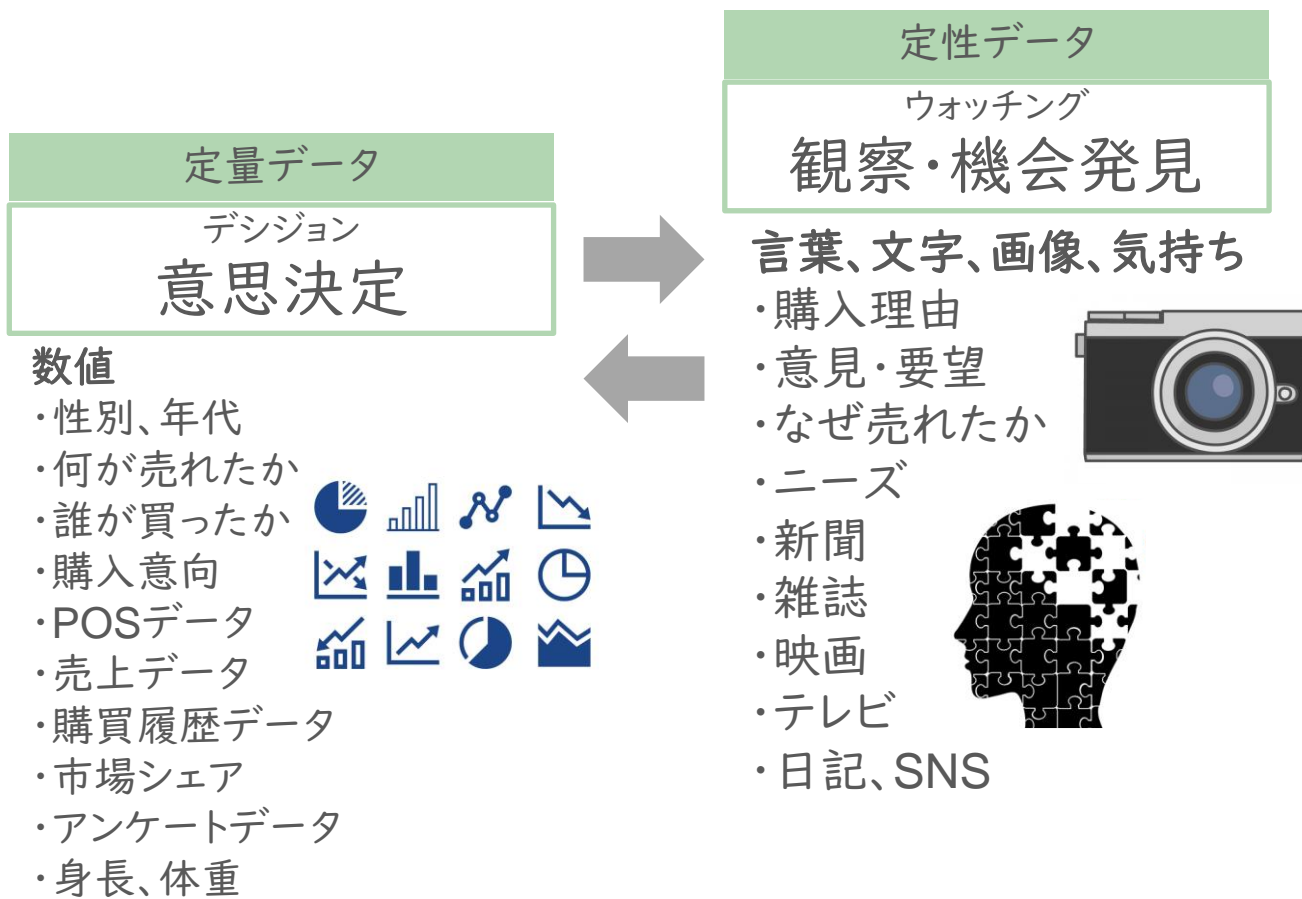 定量データ
デシジョン
意思決定
数値
・性別、年代
・何が売れたか
・誰が買ったか
・購入意向
・POSデータ
・売上データ
・購買履歴データ
・市場シェア
・アンケートデータ
・身長、体重
定性データ
ウォッチング
観察・機会発見
言葉、文字、画像、気持ち
・購入理由
・意見・要望
・なぜ売れたか
・ニーズ
・新聞
・雑誌
・映画
・テレビ
・日記、SNS